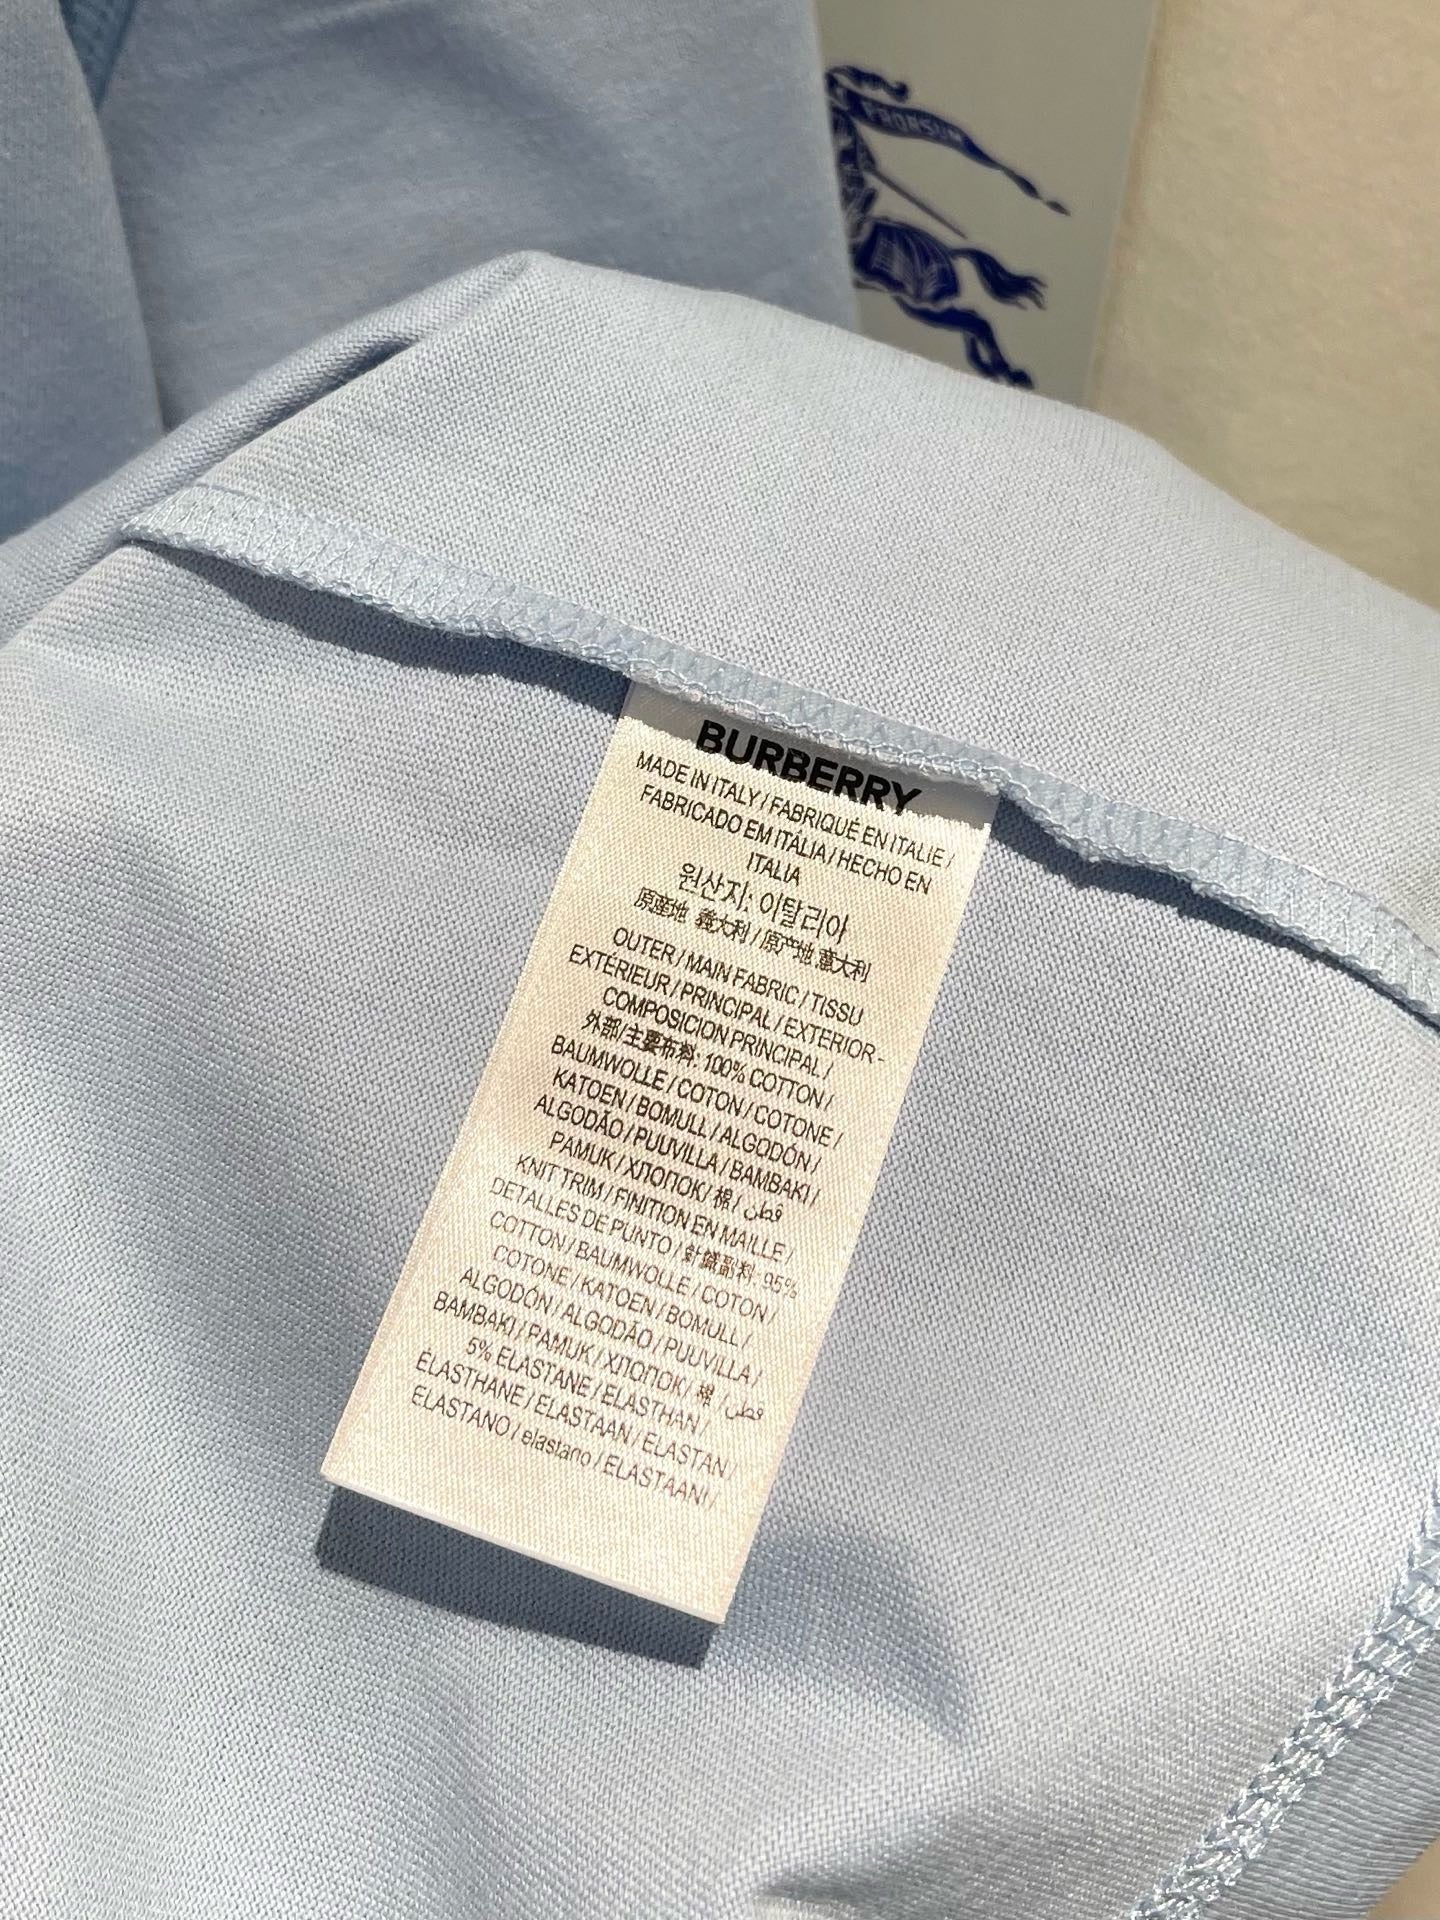 BURBERRY
MADE IN ITALY / FABRIQUÉ EN ITALIE /
FABRICADO EM ITÁLIA / HECHO EN
ITALIA
원산지: 이탈리아
原産地 義大利 / 原产地 意大利
OUTER / MAIN FABRIC / TISSU
EXTÉRIEUR / PRINCIPAL / EXTERIOR-
COMPOSICION PRINCIPAL /
外部/主要布料: 100% COTTON /
BAUMWOLLE / COTON / COTONE /
KATOEN / BOMULL / ALGODÓN /
ALGODÃO / PUUVILLA / BAMBAKI /
PAMUK / ХЛОПОК / 棉 / قطن /
KNIT TRIM / FINITION EN MAILLE /
DETALLES DE PUNTO / 針織副料: 95%
COTTON / BAUMWOLLE / COTON /
COTONE / KATOEN / BOMULL /
ALGODÓN / ALGODÃO / PUUVILLA /
BAMBAKI / PAMUK / ХЛОПОК / 棉 / قطن /
5% ELASTANE / ELASTHAN /
ÉLASTHANE / ELASTAAN / ELASTAN /
ELASTANO / elastano / ELASTAANI /